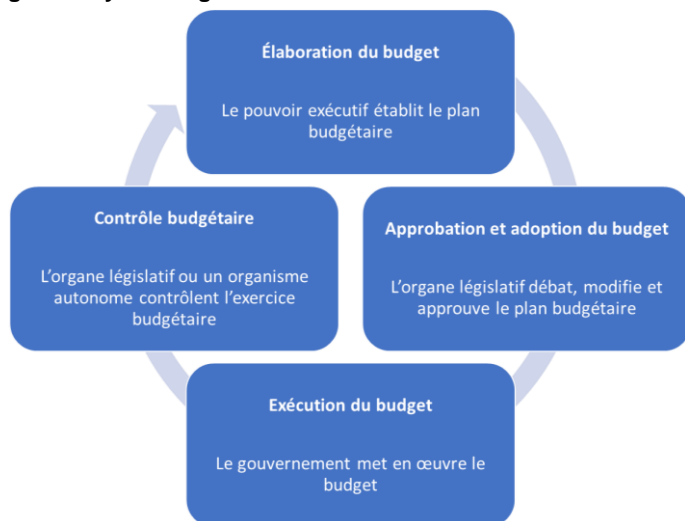 Élaboration du budget
Le pouvoir exécutif établit le plan
budgétaire
Approbation et adoption du budget
L'organe législatif débat, modifie et
approuve le plan budgétaire
Exécution du budget
Le gouvernement met en œuvre le
budget
Contrôle budgétaire
L'organe législatif ou un organisme
autonome contrôlent l'exercice
budgétaire